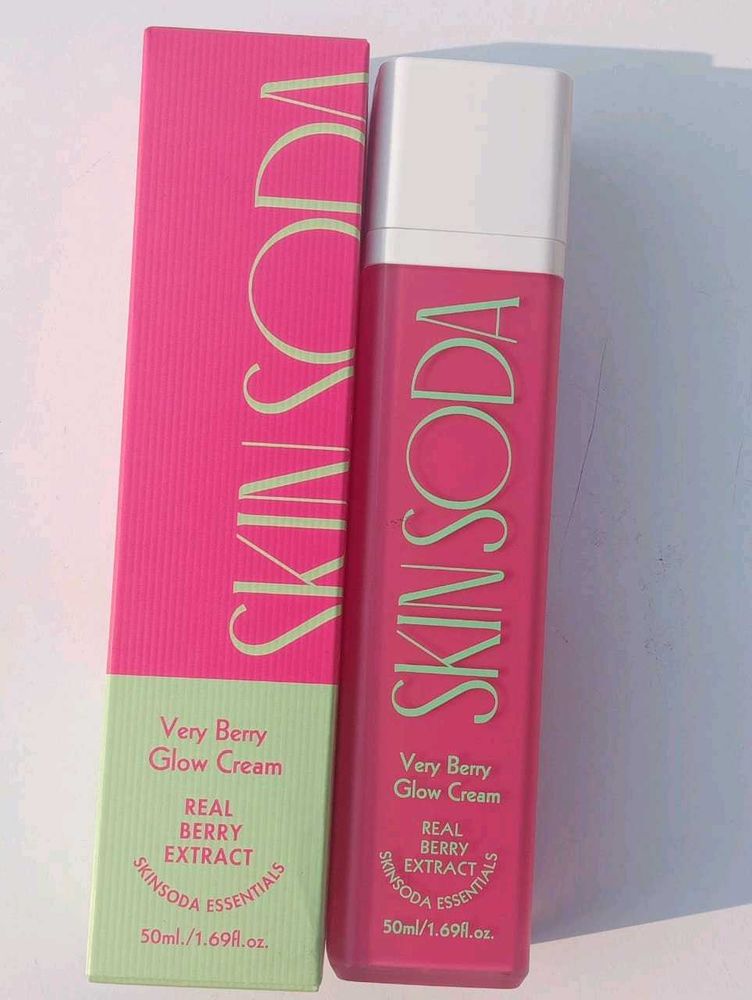 SKIN SODA
Very Berry
Glow Cream
REAL
BERRY
EXTRACT
SKINSODA ESSENTIALS
50ml./1.69fl.oz.
SKIN SODA
Very Berry
Glow Cream
REAL
BERRY
EXTRACT
SKINSODA ESSENTIALS
50ml/1.69fl.oz.